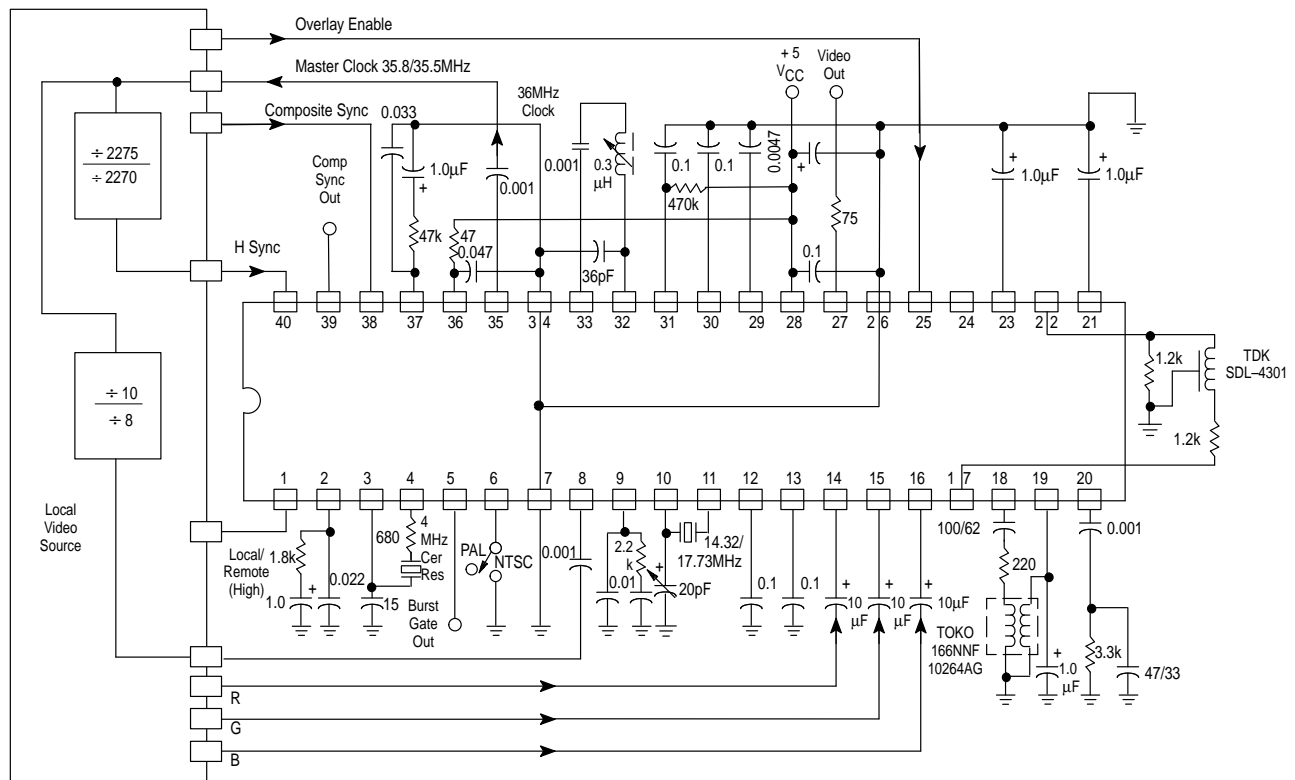 Overlay Enable
Master Clock 35.8/35.5MHz
Composite Sync
÷ 2275
÷ 2270
H Sync
Comp
Sync
Out
0.033
1.0µF
+
47k
36MHz
Clock
0.001
47
0.047
0.001
0.3
µH
36pF
0.1
0.1
0.0047
470k
+ 5
VCC
Video
Out
+
75
0.1
+
1.0µF
+
1.0µF
40
39
38
37
36
35
3 4
33
32
31
30
29
28
27
2 6
25
24
23
2 2
21
1.2k
TDK
SDL–4301
1.2k
÷ 10
÷ 8
Local
Video
Source
1
2
3
4
5
6
7
8
9
10
11
12
13
14
15
16
1 7
18
19
20
Local/
Remote
(High)
1.8k
+
1.0
0.022
680
4
MHz
Cer
Res
15
Burst
Gate
Out
PAL
NTSC
0.001
2.2
k
0.01
+
20pF
14.32/
17.73MHz
0.1
0.1
+
10
µF
+
10
µF
+
10µF
100/62
220
TOKO
166NNF
10264AG
+
1.0
µF
0.001
3.3k
47/33
R
G
B